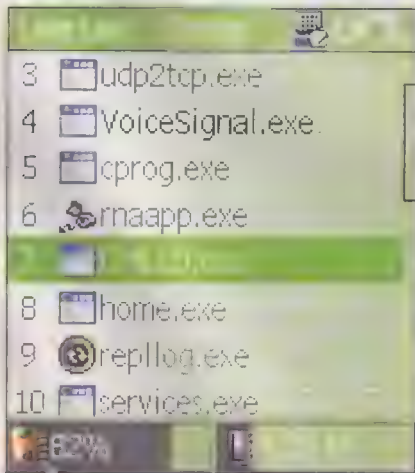 3 udp2tcp.exe
4 VoiceSignal.exe
5 cprog.exe
6 rnaapp.exe
7
8 home.exe
9 repllog.exe
10 services.exe